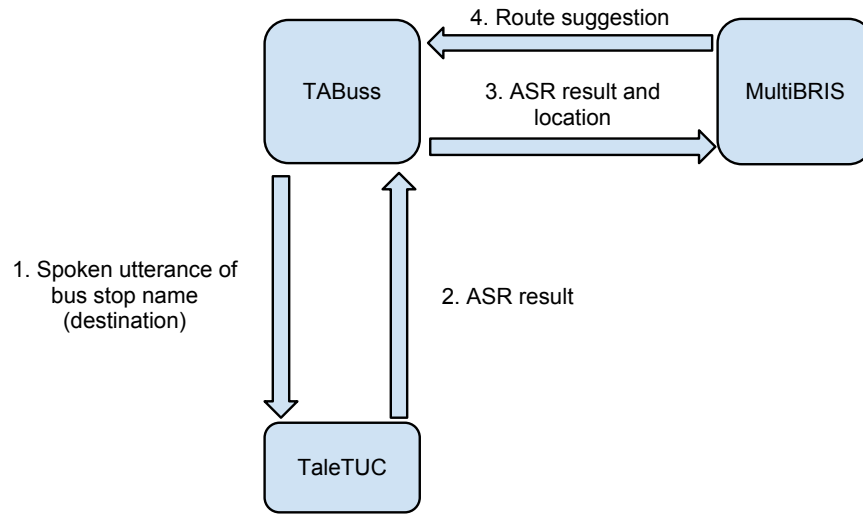 4. Route suggestion
TABuss
MultiBRIS
3. ASR result and
location
1. Spoken utterance of
bus stop name
(destination)
2. ASR result
TaleTUC